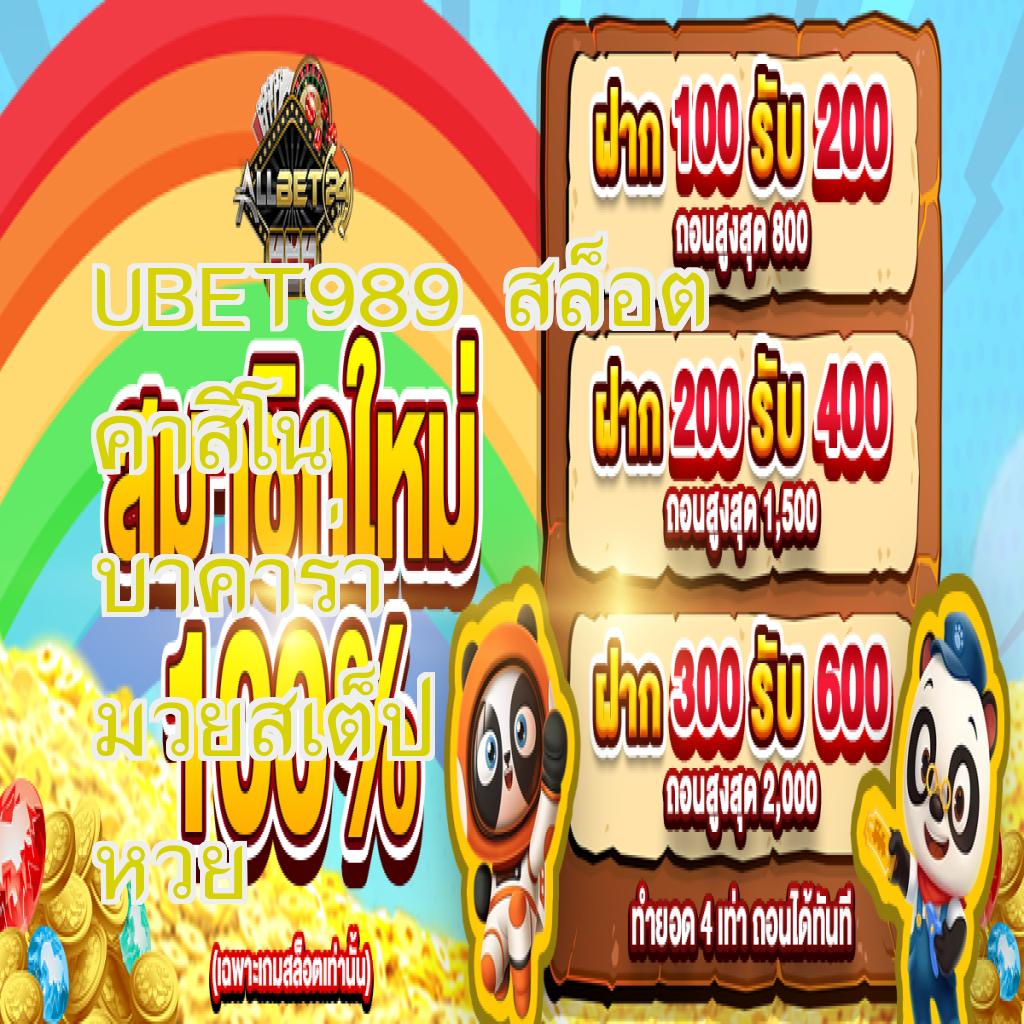 ALLBET24
UBET989 สล็อต
คาสิโน
บาคาร่า
มวยสเต็ป
หวย
สมาชิกใหม่
100%
(เฉพาะเกมสล็อตเท่านั้น)
ฝาก 100 รับ 200
ถอนสูงสุด 800
ฝาก 200 รับ 400
ถอนสูงสุด 1,500
ฝาก 300 รับ 600
ถอนสูงสุด 2,000
ทำยอด 4 เท่า ถอนได้ทันที